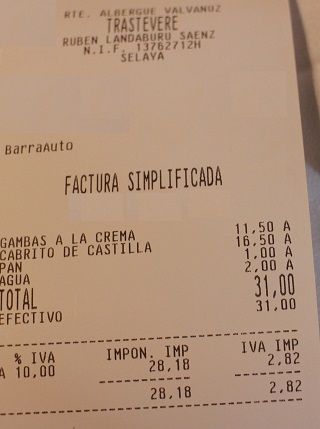 RTE. ALBERGUE VALVANUZ
TRASTEVERE
RUBEN LANDABURU SAENZ
N.I.F. 13762712H
SELAYA
BarraAuto
FACTURA SIMPLIFICADA
GAMBAS A LA CREMA 11,50 A
CABRITO DE CASTILLA 16,50 A
PAN 1,00 A
AGUA 2,00 A
TOTAL 31,00
EFECTIVO 31,00
% IVA IMPON. IMP IVA IMP
A 10,00 28,18 2,82
28,18 2,82